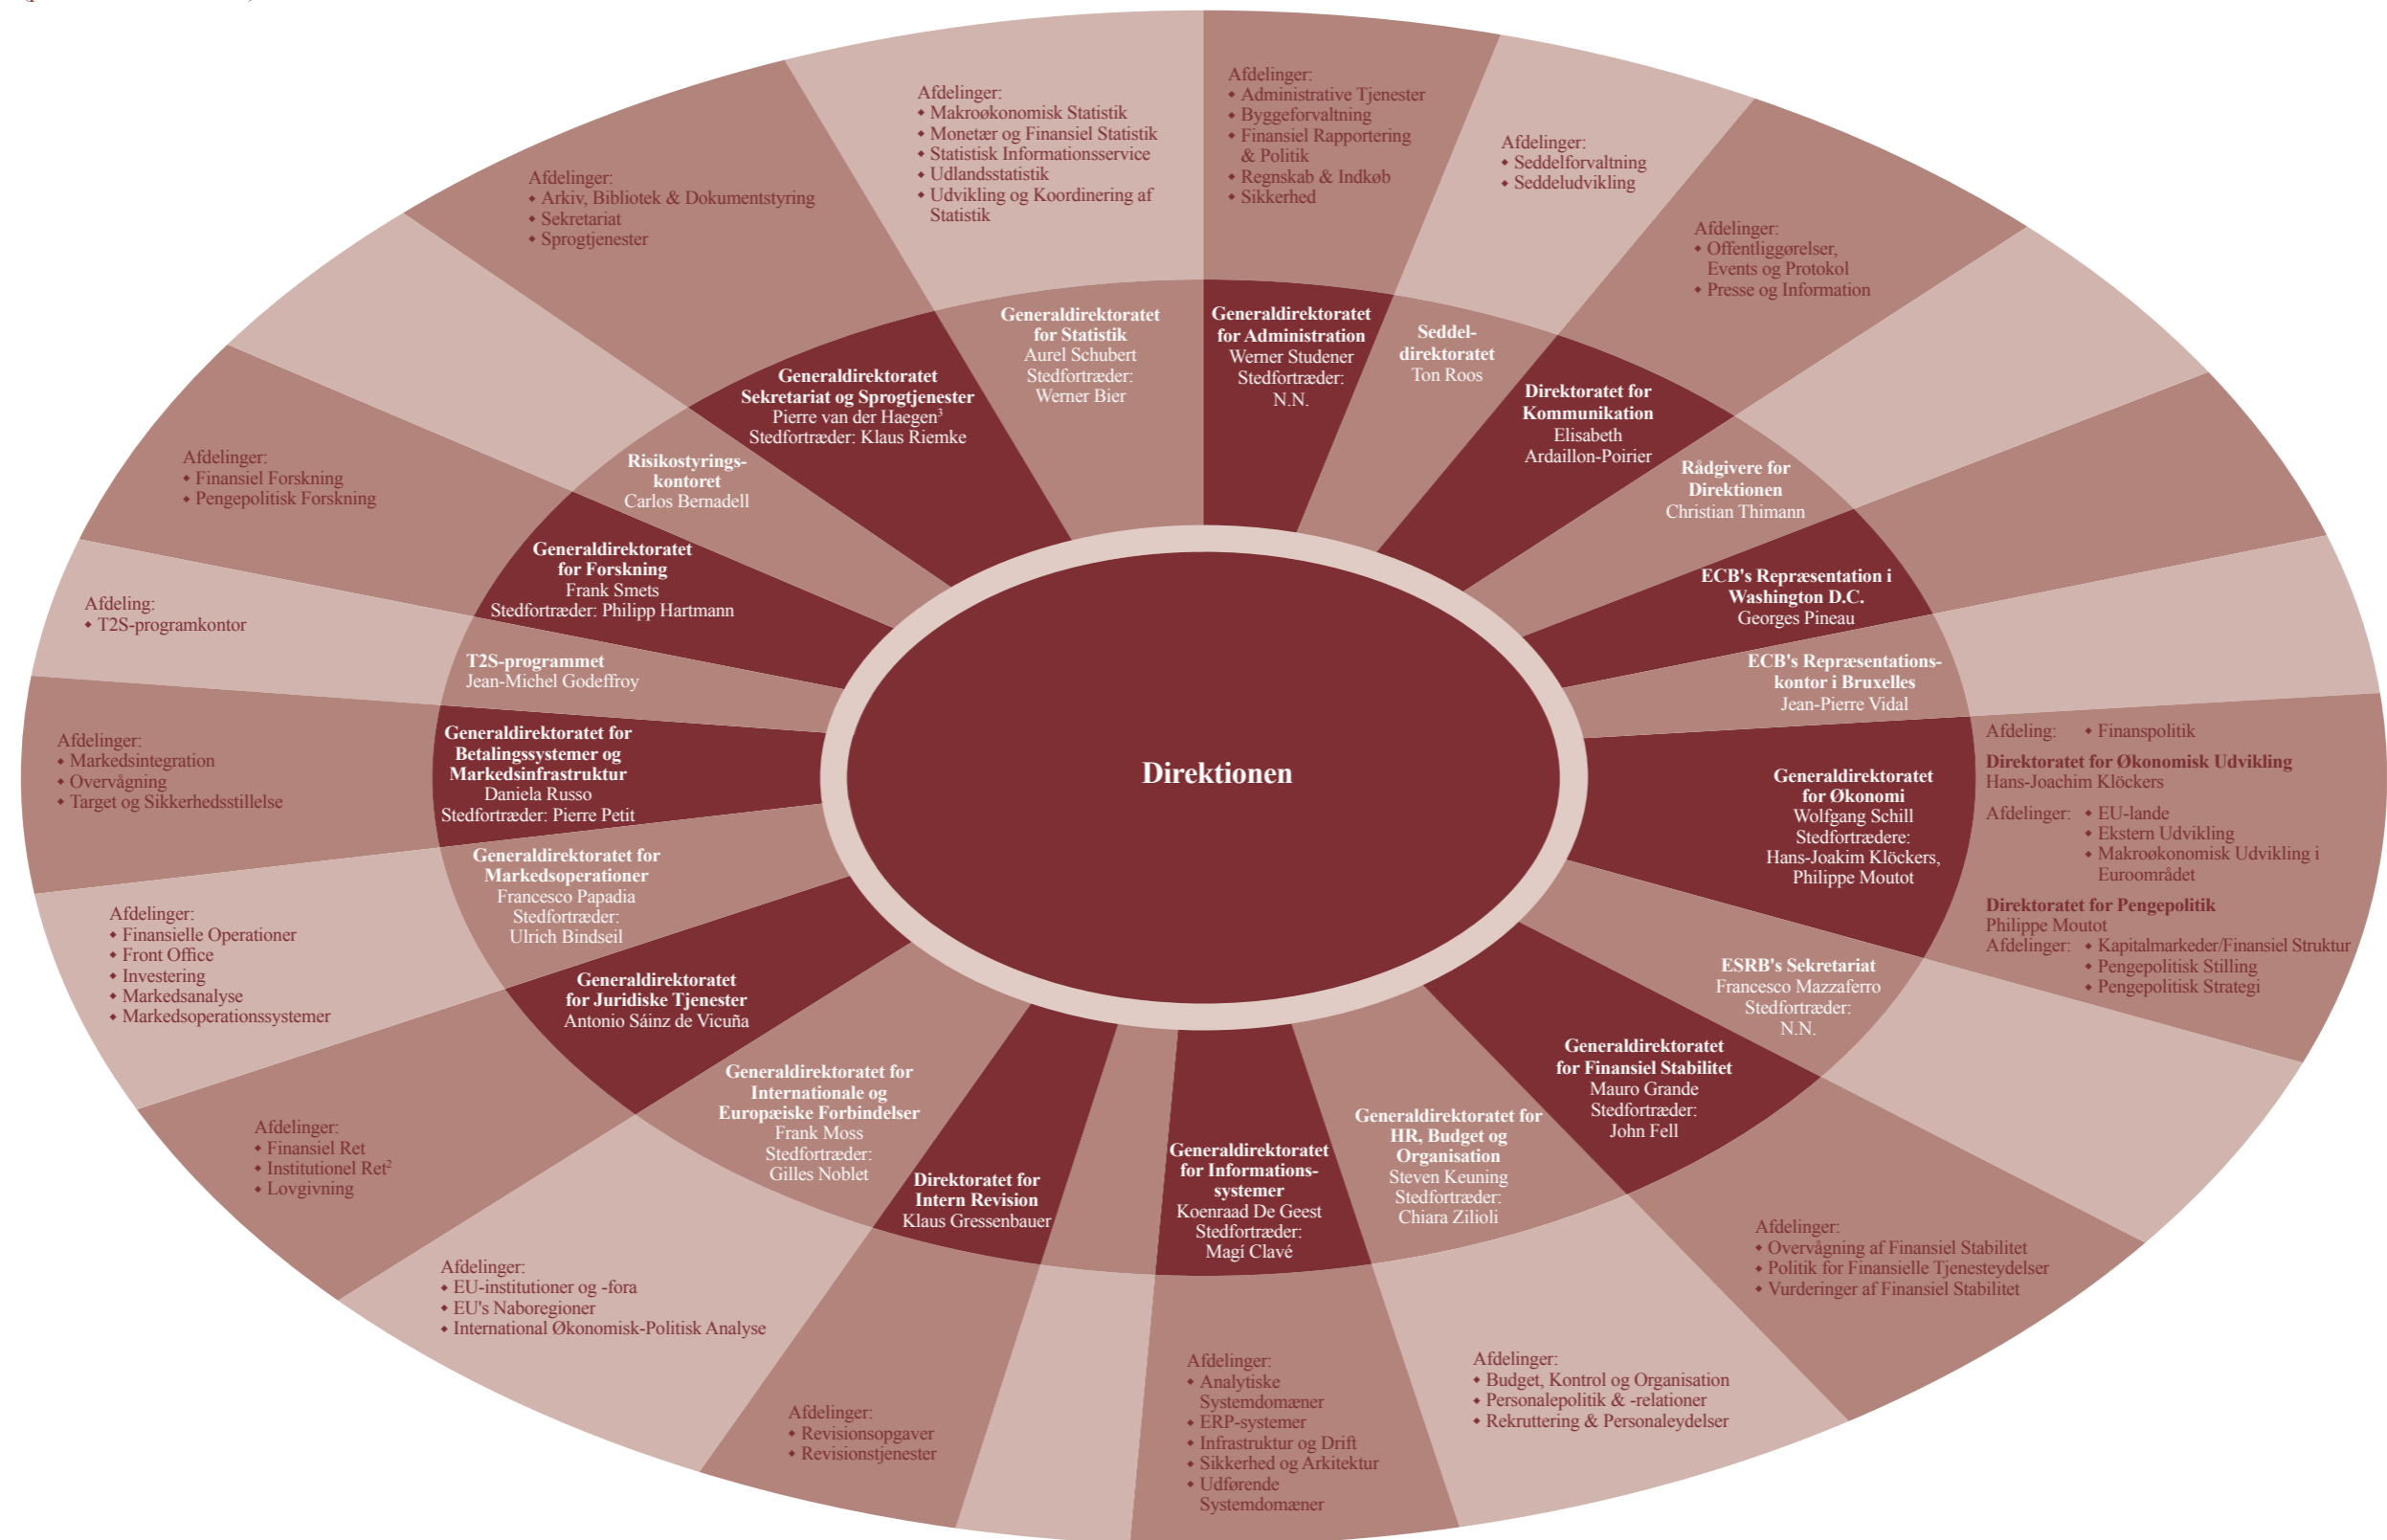 Direktionen
Generaldirektoratet
for Administration
Werner Studener
Stedfortræder:
N.N.
Afdelinger:
• Administrative Tjenester
• Byggeforvaltning
• Finansiel Rapportering
& Politik
• Regnskab & Indkøb
• Sikkerhed
Seddel-
direktoratet
Ton Roos
Afdelinger:
• Seddelforvaltning
• Seddeludvikling
Direktoratet for
Kommunikation
Elisabeth
Ardaillon-Poirier
Afdelinger:
• Offentliggørelser,
Events og Protokol
• Presse og Information
Rådgivere for
Direktionen
Christian Thimann
ECB's Repræsentation i
Washington D.C.
Georges Pineau
ECB's Repræsentations-
kontor i Bruxelles
Jean-Pierre Vidal
Generaldirektoratet
for Økonomi
Wolfgang Schill
Stedfortrædere:
Hans-Joakim Klöckers,
Philippe Moutot
Afdeling: • Finanspolitik
Direktoratet for Økonomisk Udvikling
Hans-Joachim Klöckers
Afdelinger: • EU-lande
• Ekstern Udvikling
• Makroøkonomisk Udvikling i
Euroområdet
Direktoratet for Pengepolitik
Philippe Moutot
Afdelinger: • Kapitalmarkeder/Finansiel Struktur
• Pengepolitisk Stilling
• Pengepolitisk Strategi
ESRB's Sekretariat
Francesco Mazzaferro
Stedfortræder:
N.N.
Generaldirektoratet
for Finansiel Stabilitet
Mauro Grande
Stedfortræder:
John Fell
Afdelinger:
• Overvågning af Finansiel Stabilitet
• Politik for Finansielle Tjenesteydelser
• Vurderinger af Finansiel Stabilitet
Generaldirektoratet for
HR, Budget og
Organisation
Steven Keuning
Stedfortræder:
Chiara Zilioli
Afdelinger:
• Budget, Kontrol og Organisation
• Personalepolitik & -relationer
• Rekruttering & Personaleydelser
Generaldirektoratet
for Informations-
systemer
Koenraad De Geest
Stedfortræder:
Magí Clavé
Afdelinger:
• Analytiske
Systemdomæner
• ERP-systemer
• Infrastruktur og Drift
• Sikkerhed og Arkitektur
• Udførende
Systemdomæner
Direktoratet for
Intern Revision
Klaus Gressenbauer
Afdelinger:
• Revisionsopgaver
• Revisionstjenester
Generaldirektoratet for
Internationale og
Europæiske Forbindelser
Frank Moss
Stedfortræder:
Gilles Noblet
Afdelinger:
• EU-institutioner og -fora
• EU's Naboregioner
• International Økonomisk-Politisk Analyse
Generaldirektoratet
for Juridiske Tjenester
Antonio Sáinz de Vicuña
Afdelinger:
• Finansiel Ret
• Institutionel Ret²
• Lovgivning
Generaldirektoratet for
Markedsoperationer
Francesco Papadia
Stedfortræder:
Ulrich Bindseil
Afdelinger:
• Finansielle Operationer
• Front Office
• Investering
• Markedsanalyse
• Markedsoperationssystemer
Generaldirektoratet for
Betalingssystemer og
Markedsinfrastruktur
Daniela Russo
Stedfortræder: Pierre Petit
Afdelinger:
• Markedsintegration
• Overvågning
• Target og Sikkerhedsstillelse
T2S-programmet
Jean-Michel Godeffroy
Afdeling:
• T2S-programkontor
Generaldirektoratet
for Forskning
Frank Smets
Stedfortræder: Philipp Hartmann
Afdelinger:
• Finansiel Forskning
• Pengepolitisk Forskning
Risikostyrings-
kontoret
Carlos Bernadell
Generaldirektoratet
Sekretariat og Sprogtjenester
Pierre van der Haegen³
Stedfortræder: Klaus Riemke
Afdelinger:
• Arkiv, Bibliotek & Dokumentstyring
• Sekretariat
• Sprogtjenester
Generaldirektoratet
for Statistik
Aurel Schubert
Stedfortræder:
Werner Bier
Afdelinger:
• Makroøkonomisk Statistik
• Monetær og Finansiel Statistik
• Statistisk Informationsservice
• Udlandsstatistik
• Udvikling og Koordinering af
Statistik